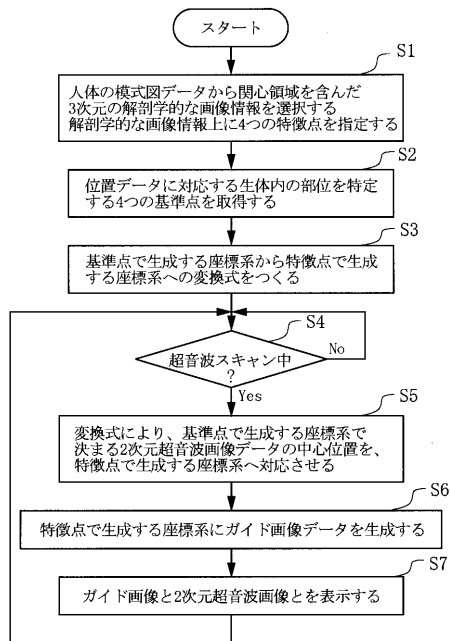 スタート
S1
人体の模式図データから関心領域を含んだ
3次元の解剖学的な画像情報を選択する
解剖学的な画像情報上に4つの特徴点を指定する
S2
位置データに対応する生体内の部位を特定
する4つの基準点を取得する
S3
基準点で生成する座標系から特徴点で生成
する座標系への変換式をつくる
S4
超音波スキャン中
?
No
Yes
S5
変換式により、基準点で生成する座標系で
決まる2次元超音波画像データの中心位置を、
特徴点で生成する座標系へ対応させる
S6
特徴点で生成する座標系にガイド画像データを生成する
S7
ガイド画像と2次元超音波画像とを表示する